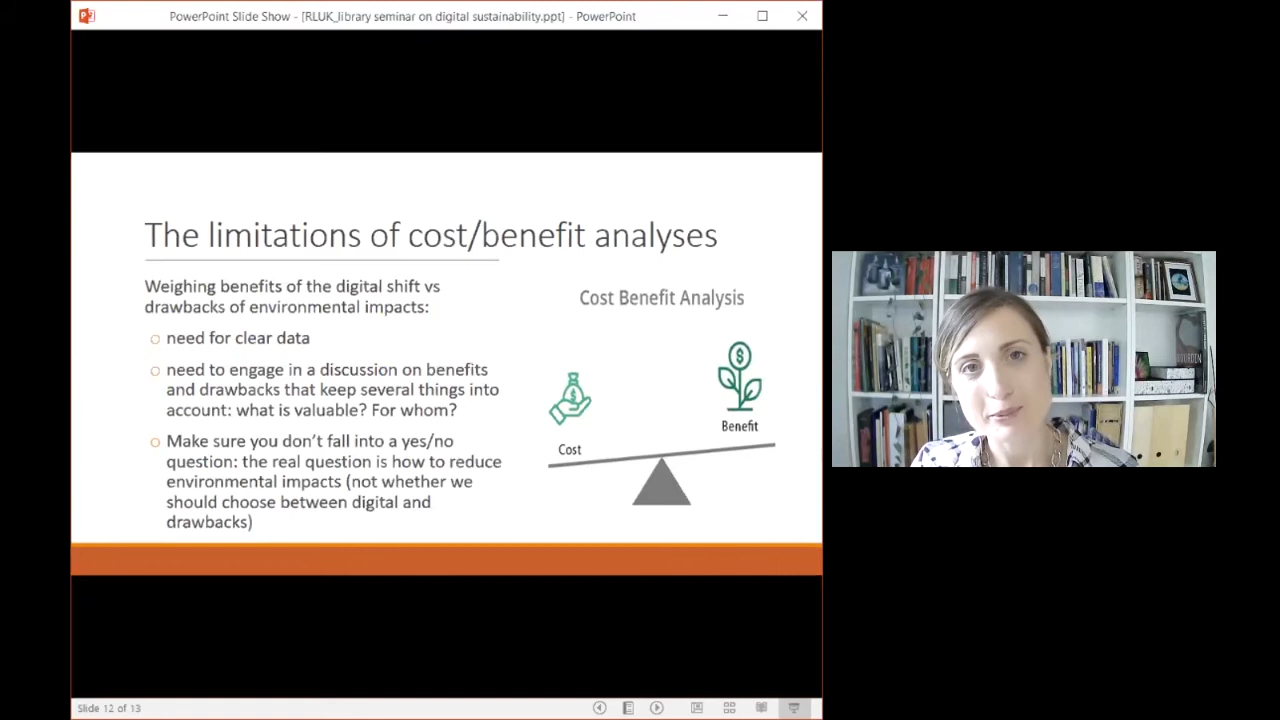 PowerPoint Slide Show - [RLUK_library seminar on digital sustainability.ppt] - PowerPoint
The limitations of cost/benefit analyses
Weighing benefits of the digital shift vs
drawbacks of environmental impacts:
need for clear data
need to engage in a discussion on benefits
and drawbacks that keep several things into
account: what is valuable? For whom?
Make sure you don't fall into a yes/no
question: the real question is how to reduce
environmental impacts (not whether we
should choose between digital and
drawbacks)
Cost Benefit Analysis
$
$
Benefit
Cost
Slide 12 of 13